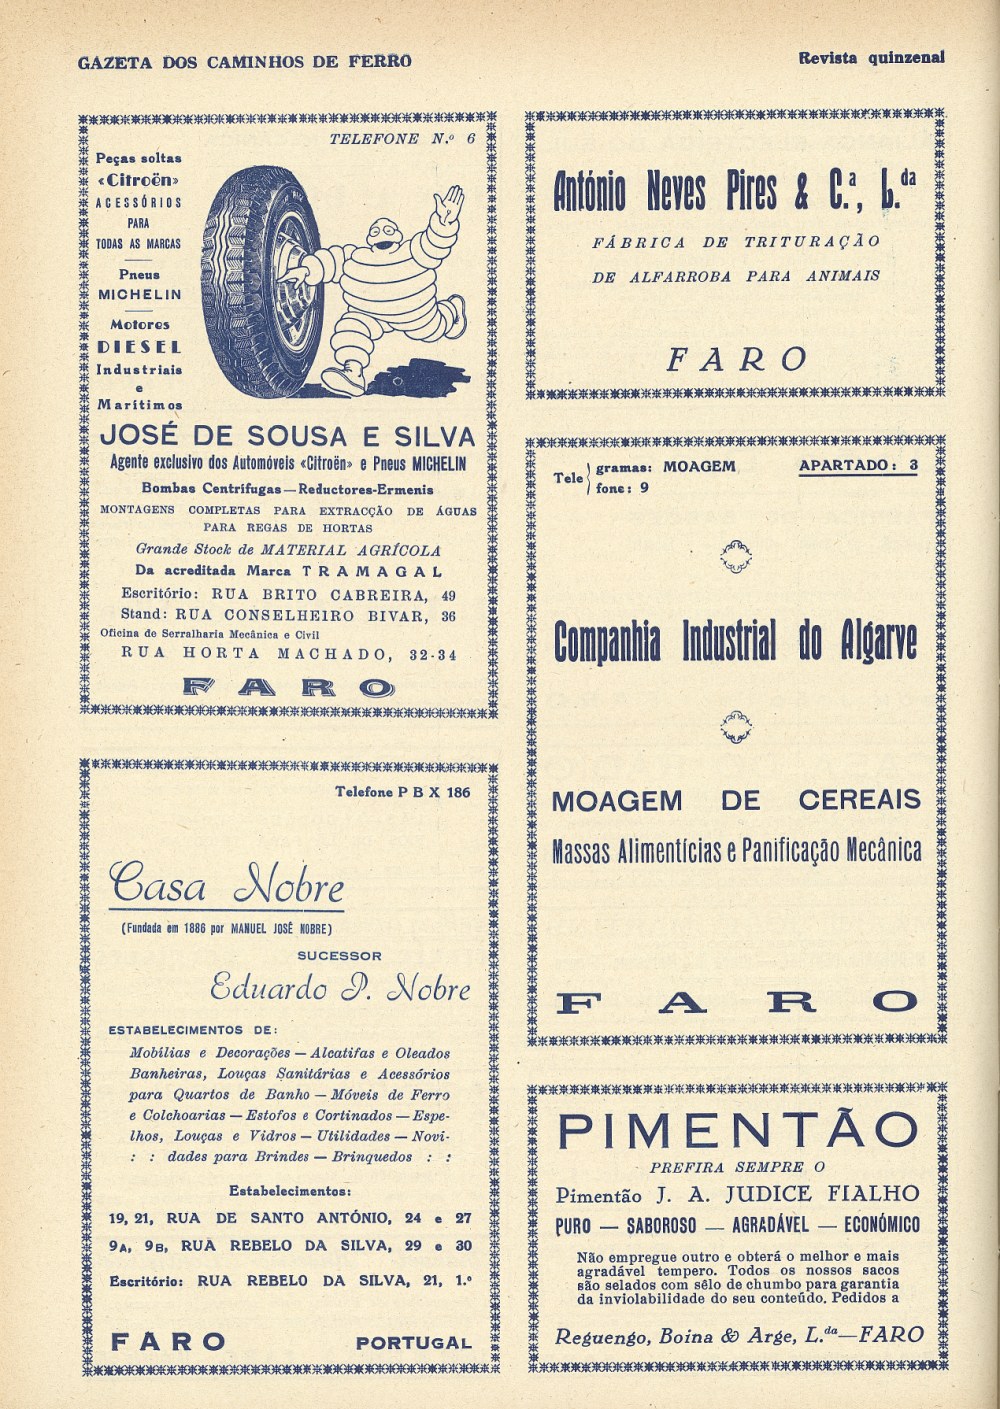 GAZETA DOS CAMINHOS DE FERRO
Revista quinzenal
TELEFONE N.º 6
Peças soltas
«Citroën»
ACESSÓRIOS
PARA
TODAS AS MARCAS
Pneus
MICHELIN
Motores
DIESEL
Industriais
e
Marítimos
JOSÉ DE SOUSA E SILVA
Agente exclusivo dos Automóveis «Citroën» e Pneus MICHELIN
Bombas Centrífugas — Reductores-Ermenis
MONTAGENS COMPLETAS PARA EXTRACÇÃO DE ÁGUAS
PARA REGAS DE HORTAS
Grande Stock de MATERIAL AGRÍCOLA
Da acreditada Marca TRAMAGAL
Escritório: RUA BRITO CABREIRA, 49
Stand: RUA CONSELHEIRO BIVAR, 36
Oficina de Serralharia Mecânica e Civil
RUA HORTA MACHADO, 32-34
FARO
Telefone P B X 186
Casa Nobre
(Fundada em 1886 por MANUEL JOSÉ NOBRE)
SUCESSOR
Eduardo P. Nobre
ESTABELECIMENTOS DE:
Mobílias e Decorações — Alcatifas e Oleados
Banheiras, Louças Sanitárias e Acessórios
para Quartos de Banho — Móveis de Ferro
e Colchoarias — Estofos e Cortinados — Espe-
lhos, Louças e Vidros — Utilidades — Novi-
: : dades para Brindes — Brinquedos : :
Estabelecimentos:
19, 21, RUA DE SANTO ANTÓNIO, 24 e 27
9A, 9B, RUA REBELO DA SILVA, 29 e 30
Escritório: RUA REBELO DA SILVA, 21, 1.º
FARO PORTUGAL
António Neves Pires & C.ª, L.da
FÁBRICA DE TRITURAÇÃO
DE ALFARROBA PARA ANIMAIS
FARO
Tele gramas: MOAGEM
fone: 9
APARTADO: 3
Companhia Industrial do Algarve
MOAGEM DE CEREAIS
Massas Alimentícias e Panificação Mecânica
FARO
PIMENTÃO
PREFIRA SEMPRE O
Pimentão J. A. JUDICE FIALHO
PURO — SABOROSO — AGRADÁVEL — ECONÓMICO
Não empregue outro e obterá o melhor e mais
agradável tempero. Todos os nossos sacos
são selados com sêlo de chumbo para garantia
da inviolabilidade do seu conteúdo. Pedidos a
Reguengo, Boina & Arge, L.da — FARO